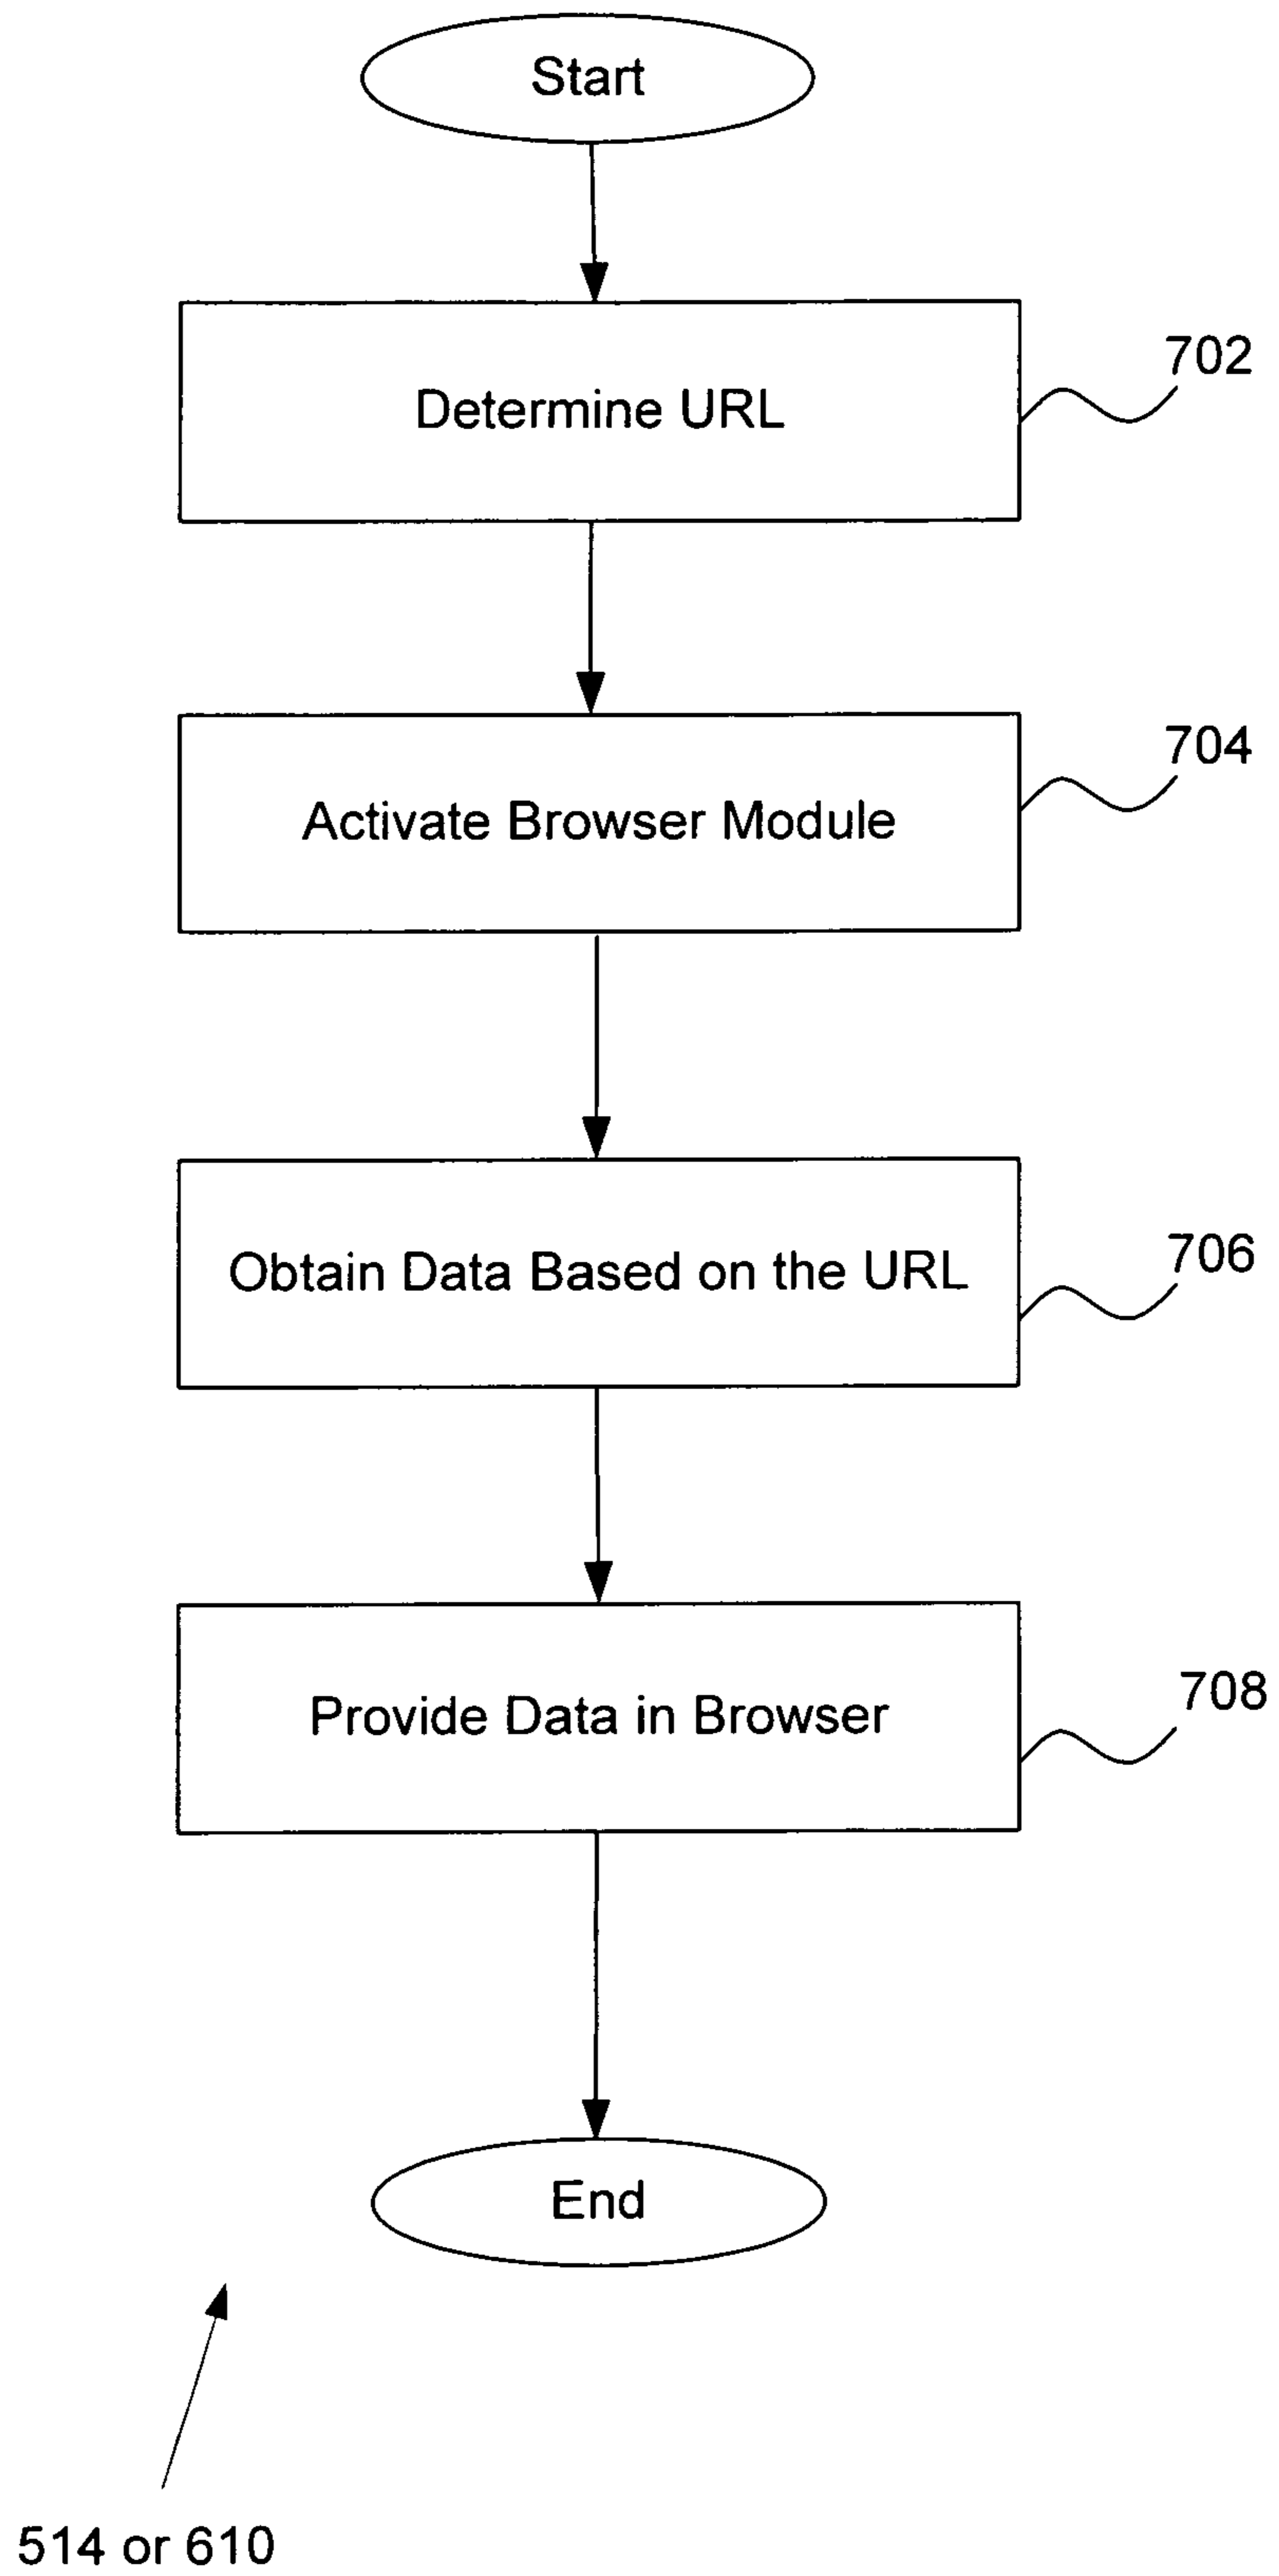 Start
702
Determine URL
704
Activate Browser Module
706
Obtain Data Based on the URL
708
Provide Data in Browser
End
514 or 610